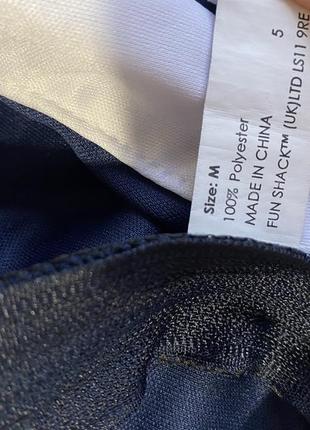 Size: M
100% Polyester
MADE IN CHINA
FUN SHACK™ (UK)LTD LS11 9RE
5